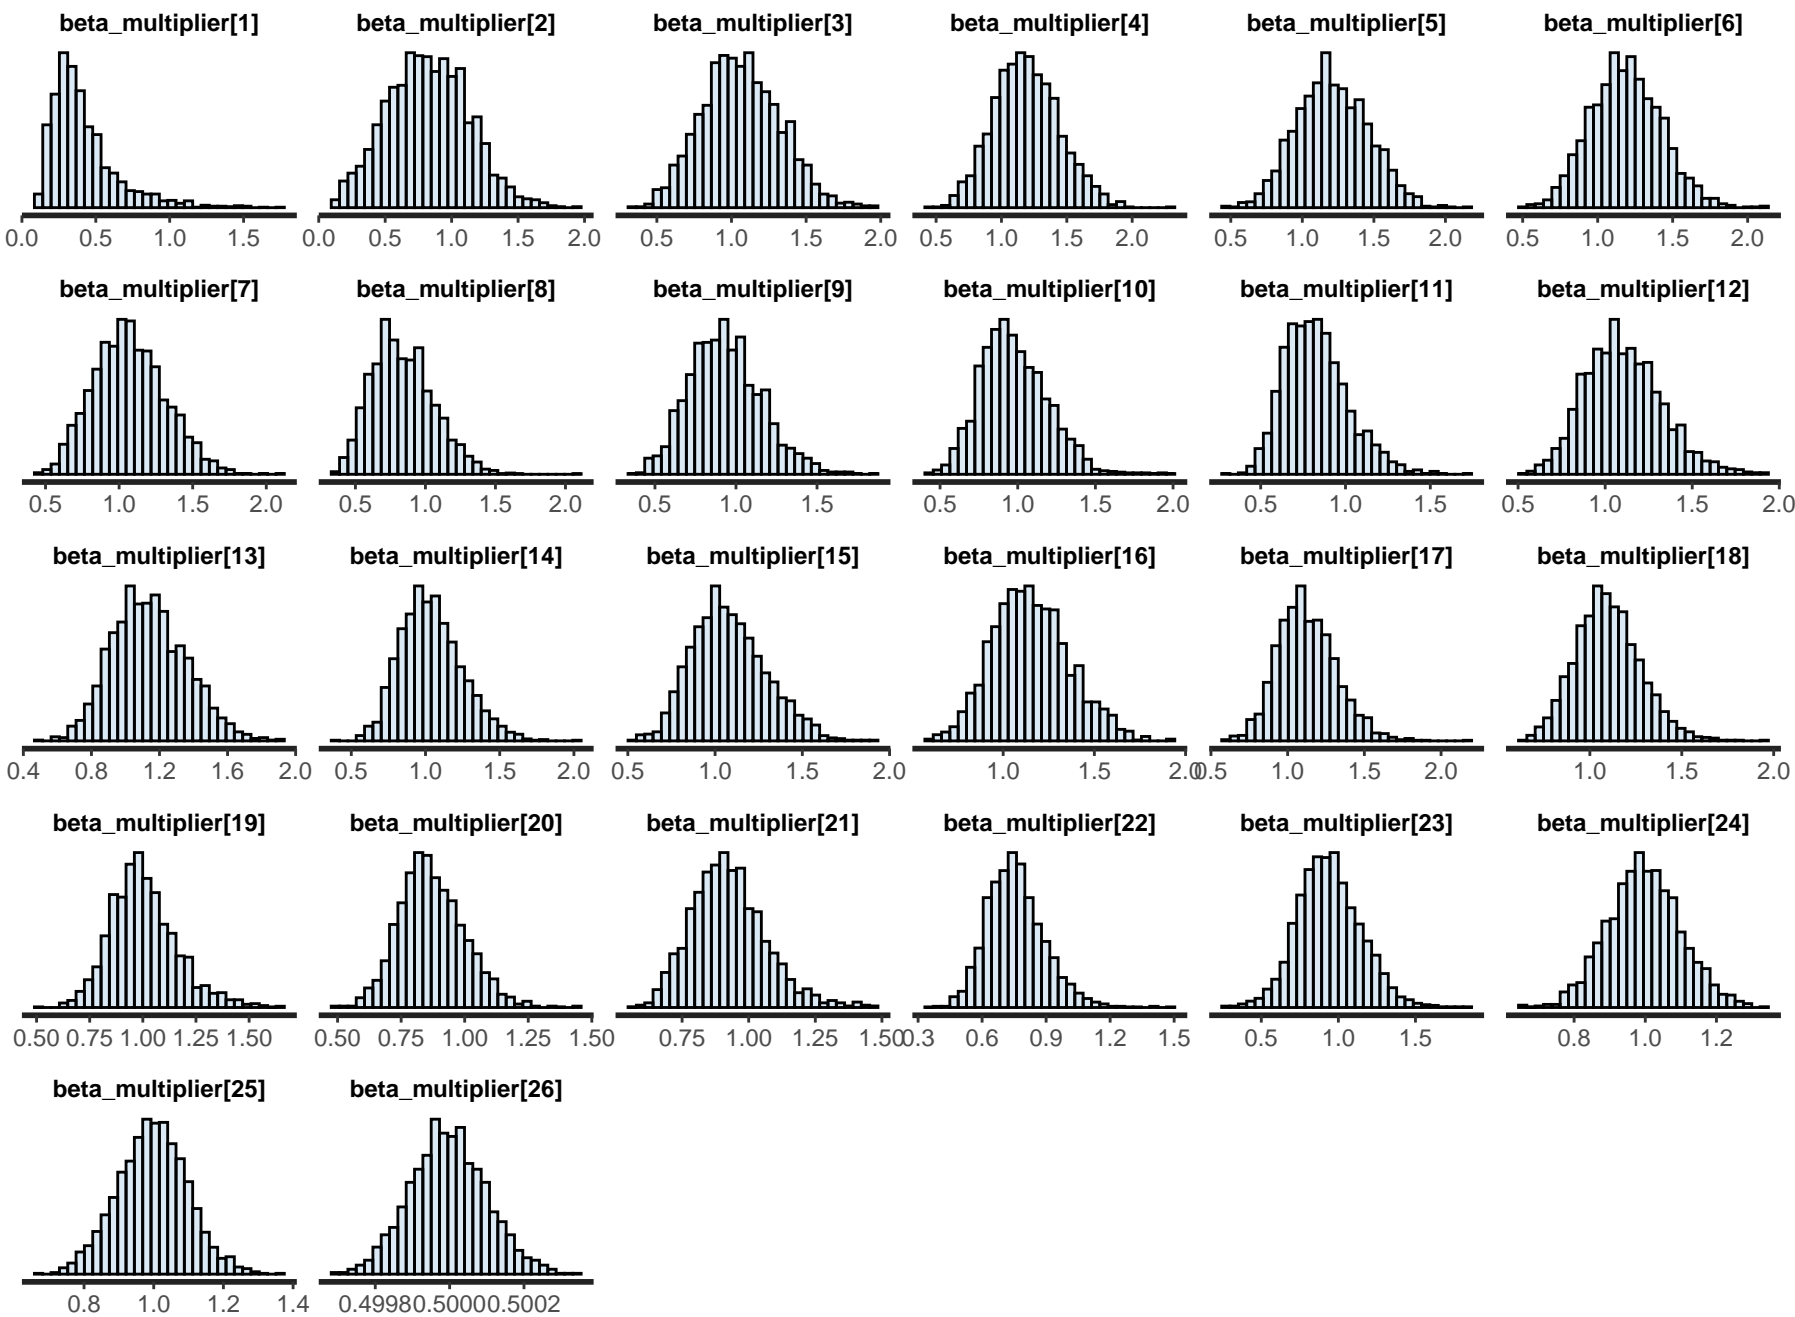 beta_multiplier[1] beta_multiplier[2] beta_multiplier[3] beta_multiplier[4] beta_multiplier[5] beta_multiplier[6]
0.0 0.5 1.0 1.5 0.0 0.5 1.0 1.5 2.0 0.5 1.0 1.5 2.0 0.5 1.0 1.5 2.0 0.5 1.0 1.5 2.0 0.5 1.0 1.5 2.0
beta_multiplier[7] beta_multiplier[8] beta_multiplier[9] beta_multiplier[10] beta_multiplier[11] beta_multiplier[12]
0.5 1.0 1.5 2.0 0.5 1.0 1.5 2.0 0.5 1.0 1.5 0.5 1.0 1.5 2.0 0.5 1.0 1.5 0.5 1.0 1.5 2.0
beta_multiplier[13] beta_multiplier[14] beta_multiplier[15] beta_multiplier[16] beta_multiplier[17] beta_multiplier[18]
0.4 0.8 1.2 1.6 2.0 0.5 1.0 1.5 2.0 0.5 1.0 1.5 2.0 1.0 1.5 2.0 0.5 1.0 1.5 2.0 1.0 1.5 2.0
beta_multiplier[19] beta_multiplier[20] beta_multiplier[21] beta_multiplier[22] beta_multiplier[23] beta_multiplier[24]
0.50 0.75 1.00 1.25 1.50 0.50 0.75 1.00 1.25 1.50 0.75 1.00 1.25 1.50 0.3 0.6 0.9 1.2 1.5 0.5 1.0 1.5 0.8 1.0 1.2
beta_multiplier[25] beta_multiplier[26]
0.8 1.0 1.2 1.4 0.4998 0.5000 0.5002